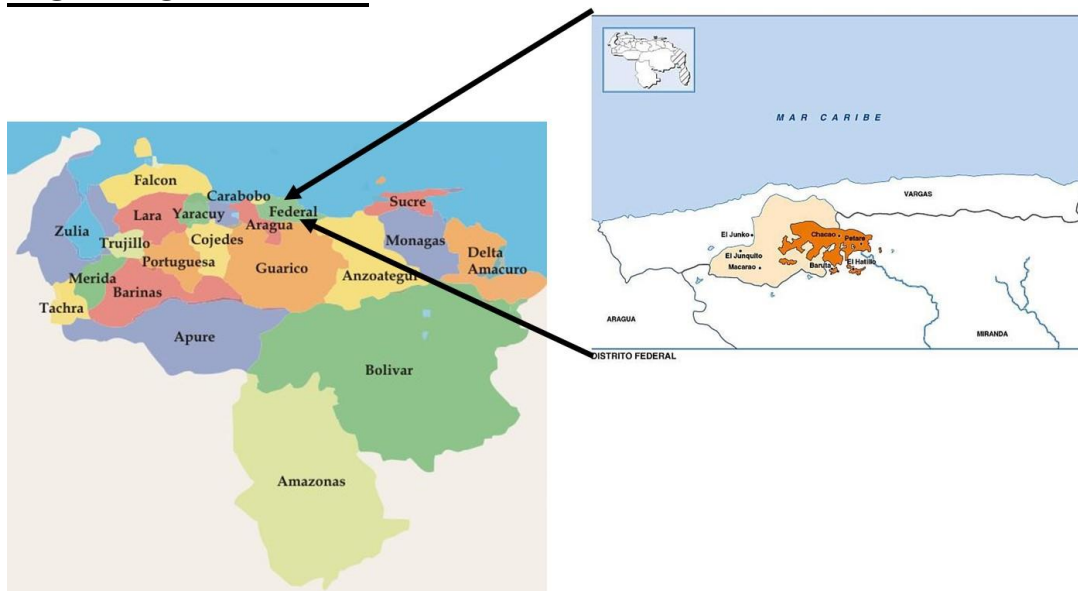 Falcon
Carabobo
Lara
Yaracuy
Federal
Aragua
Sucre
Zulia
Trujillo
Cojedes
Monagas
Portuguesa
Guarico
Delta
Amacuro
Anzoategui
Merida
Barinas
Tachra
Apure
Bolivar
Amazonas
MAR CARIBE
VARGAS
El Junko
Chacao
Petare
El Junquito
Baruta
El Hatillo
Macarao
ARAGUA
MIRANDA
DISTRITO FEDERAL